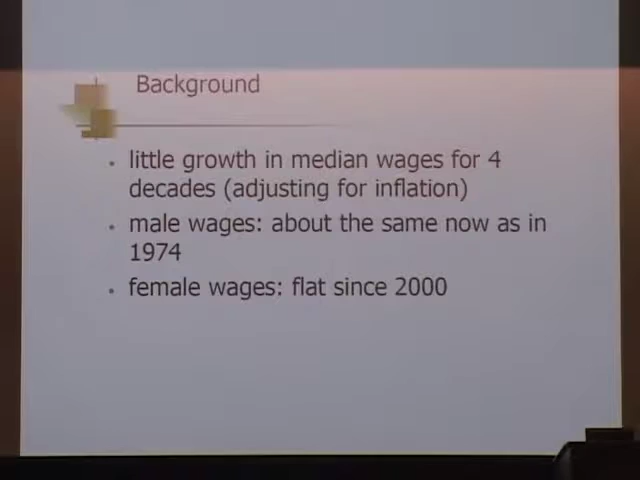 Background
• little growth in median wages for 4
decades (adjusting for inflation)
• male wages: about the same now as in
1974
• female wages: flat since 2000